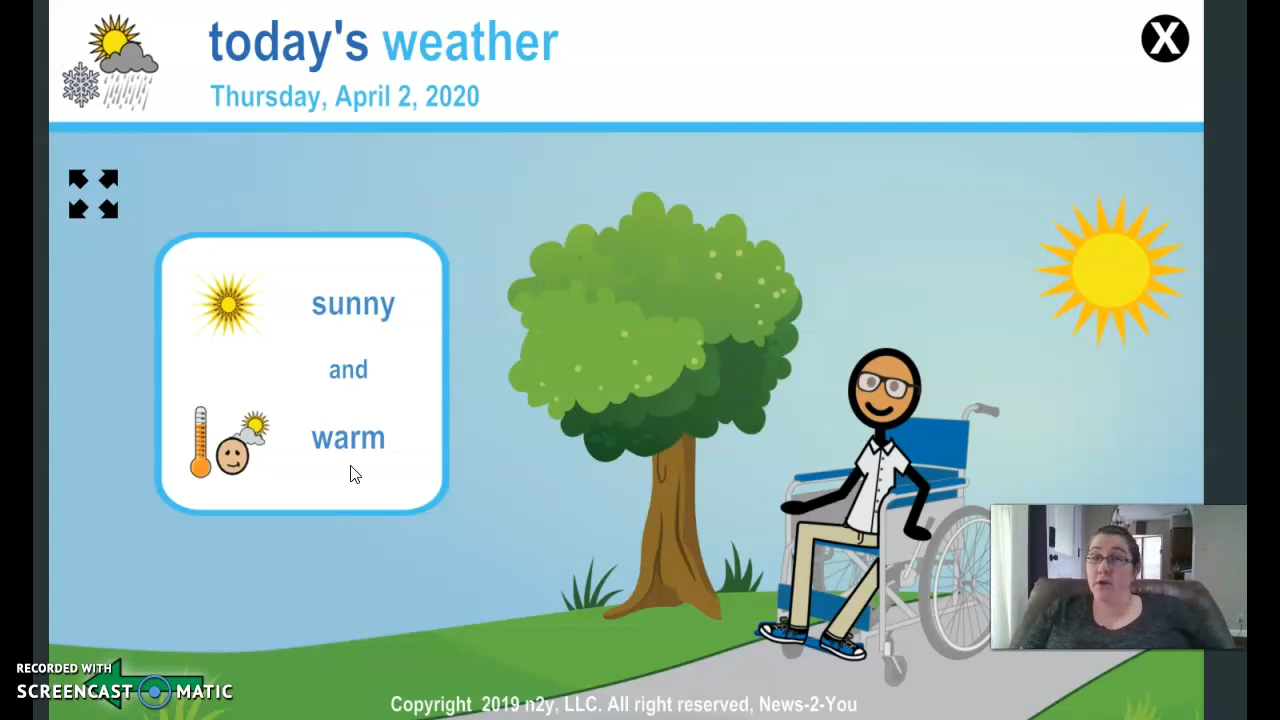 today's weather
Thursday, April 2, 2020
X
sunny
and
warm
RECORDED WITH
SCREENCAST MATIC
Copyright 2019 n2y, LLC. All right reserved, News-2-You